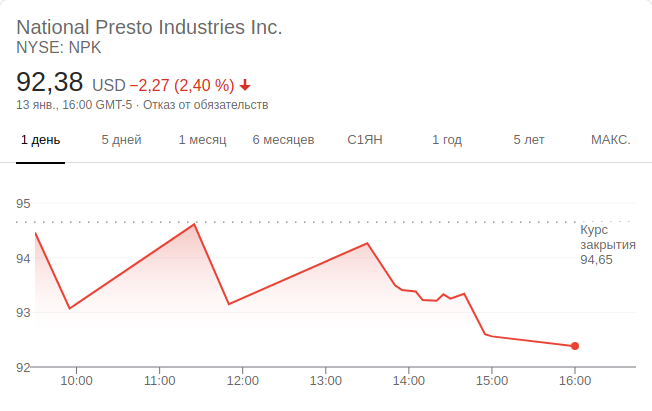 National Presto Industries Inc.
NYSE: NPK
92,38 USD −2,27 (2,40 %)
13 янв., 16:00 GMT-5 · Отказ от обязательств
1 день 5 дней 1 месяц 6 месяцев С1ЯН 1 год 5 лет МАКС.
95
Курс
закрытия
94,65
94
93
92
10:00 11:00 12:00 13:00 14:00 15:00 16:00